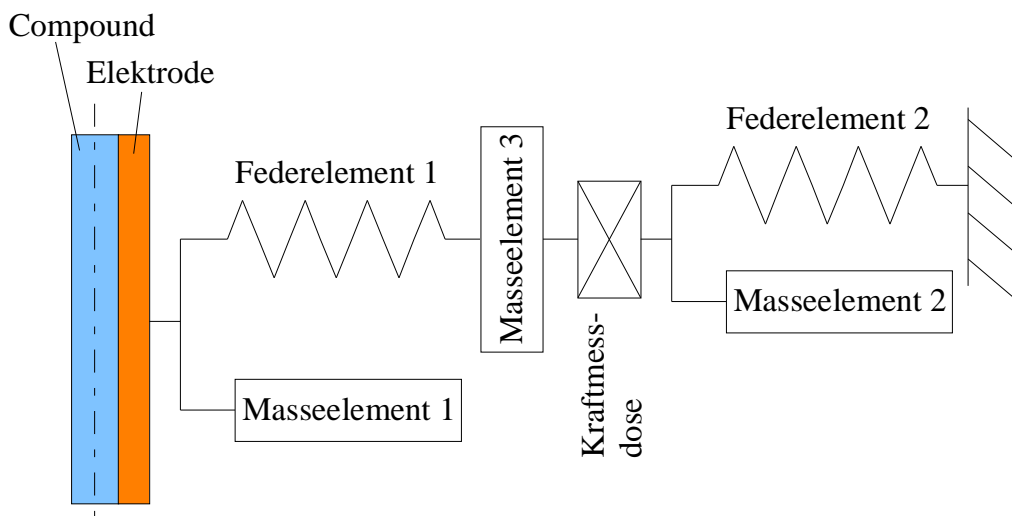 Compound
Elektrode
Federelement 1
Masseelement 3
Federelement 2
Masseelement 2
Masseelement 1
Kraftmess-
dose